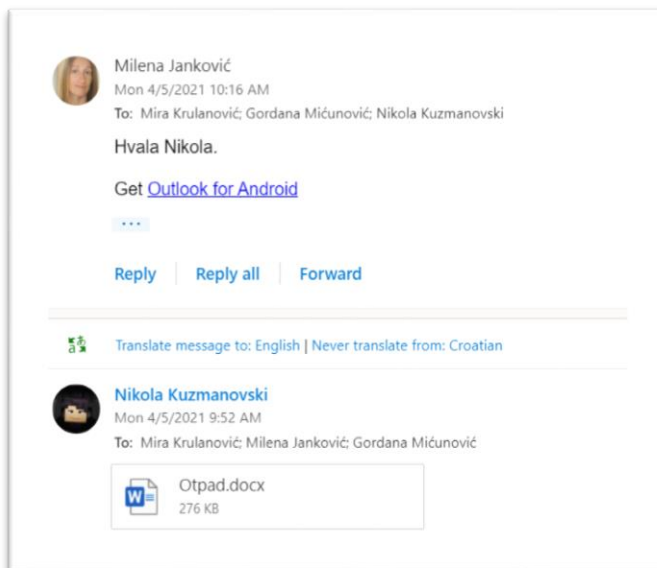 Milena Janković
Mon 4/5/2021 10:16 AM
To: Mira Krulanović; Gordana Mićunović; Nikola Kuzmanovski
Hvala Nikola.
Get Outlook for Android
...
Reply Reply all Forward
Translate message to: English | Never translate from: Croatian
Nikola Kuzmanovski
Mon 4/5/2021 9:52 AM
To: Mira Krulanović; Milena Janković; Gordana Mićunović
Otpad.docx
276 KB